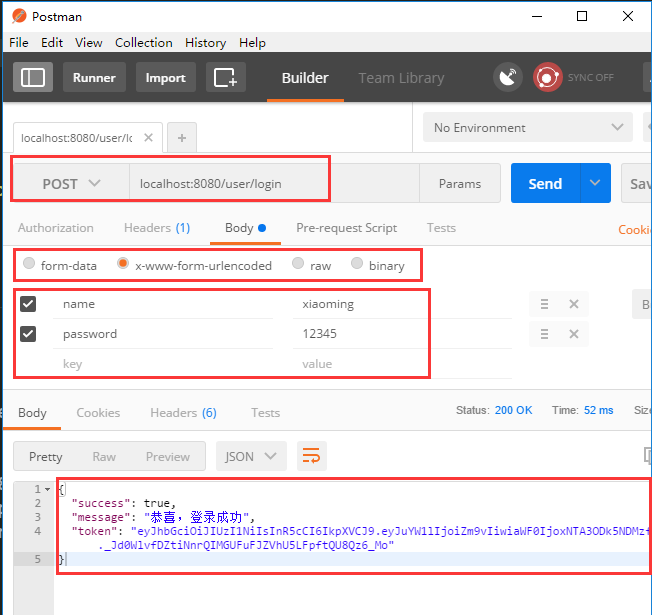 Postman
File Edit View Collection History Help
Runner Import Builder Team Library SYNC OFF
localhost:8080/user/lo
No Environment
POST localhost:8080/user/login Params Send Sav
Authorization Headers (1) Body Pre-request Script Tests Cookie
form-data x-www-form-urlencoded raw binary
name xiaoming
password 12345
key value
Body Cookies Headers (6) Tests Status: 200 OK Time: 52 ms Size
Pretty Raw Preview JSON
1 {
2 "success": true,
3 "message": "恭喜，登录成功",
4 "token": "eyJhbGciOiJIUzI1NiIsInR5cCI6IkpXVCJ9.eyJuYW1lIjoiZm9vIiwiaWF0IjoxNTA3ODk5NDMzf
._Jd0WlvfDZtiNnrQIMGUFuFJZVhU5LFpftQU8Qz6_Mo"
5 }